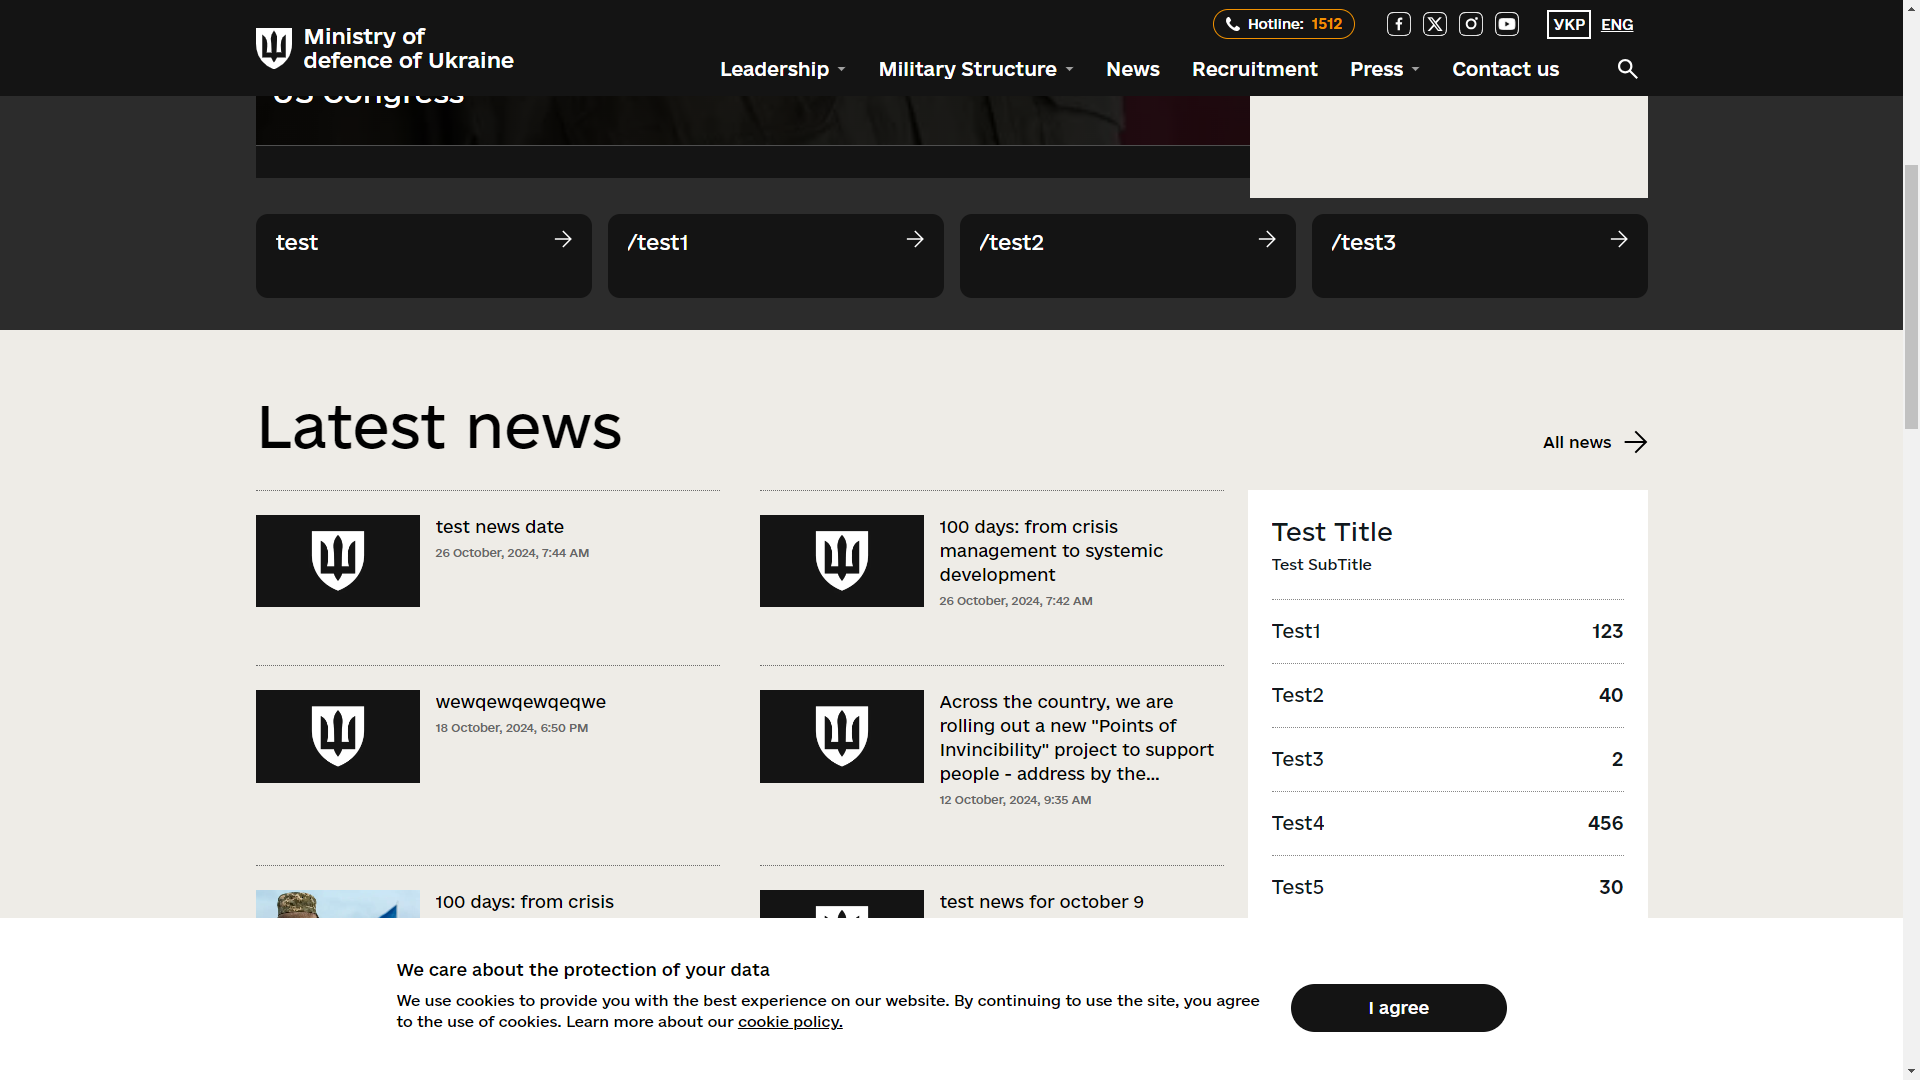 Ministry of
defence of Ukraine
Hotline: 1512
УКР ENG
Leadership
Military Structure
News
Recruitment
Press
Contact us
US Congress
test
/test1
/test2
/test3
Latest news
All news
test news date
26 October, 2024, 7:44 AM
100 days: from crisis
management to systemic
development
26 October, 2024, 7:42 AM
wewqewqewqeqwe
18 October, 2024, 6:50 PM
Across the country, we are
rolling out a new "Points of
Invincibility" project to support
people - address by the...
12 October, 2024, 9:35 AM
100 days: from crisis
test news for october 9
Test Title
Test SubTitle
Test1 123
Test2 40
Test3 2
Test4 456
Test5 30
We care about the protection of your data
We use cookies to provide you with the best experience on our website. By continuing to use the site, you agree
to the use of cookies. Learn more about our cookie policy.
I agree